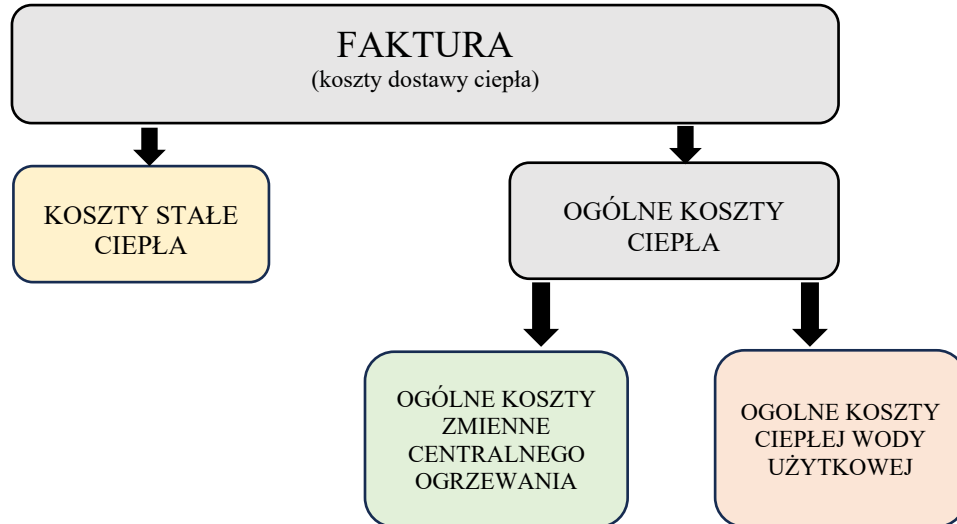 FAKTURA
(koszty dostawy ciepła)
KOSZTY STAŁE
CIEPŁA
OGÓLNE KOSZTY
CIEPŁA
OGÓLNE KOSZTY
ZMIENNE
CENTRALNEGO
OGRZEWANIA
OGOLNE KOSZTY
CIEPŁEJ WODY
UŻYTKOWEJ